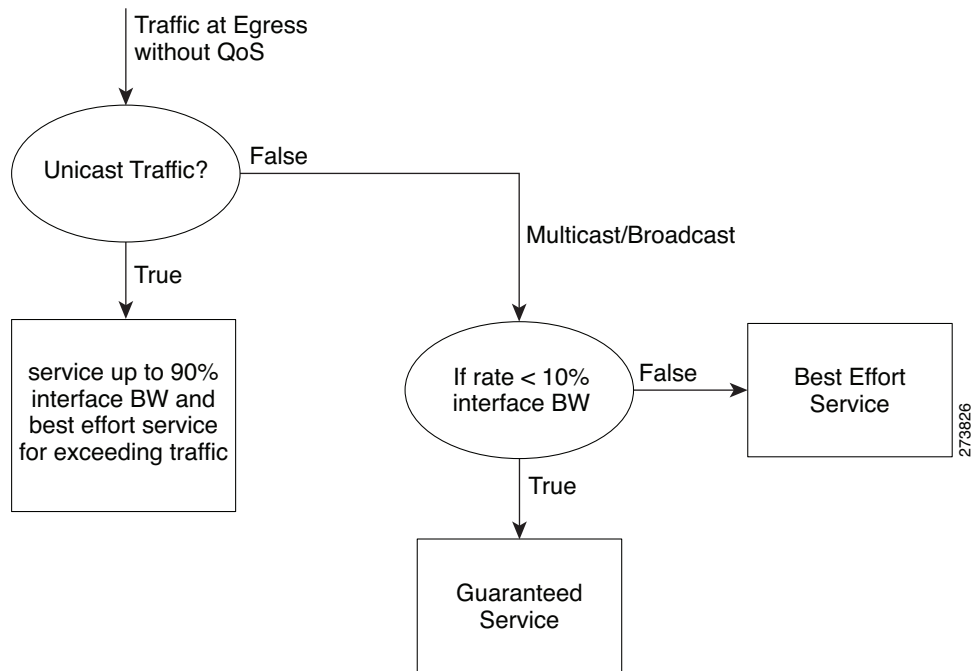 Traffic at Egress
without QoS
Unicast Traffic?
False
Multicast/Broadcast
True
service up to 90%
interface BW and
best effort service
for exceeding traffic
If rate < 10%
interface BW
False
Best Effort
Service
True
Guaranteed
Service
273826